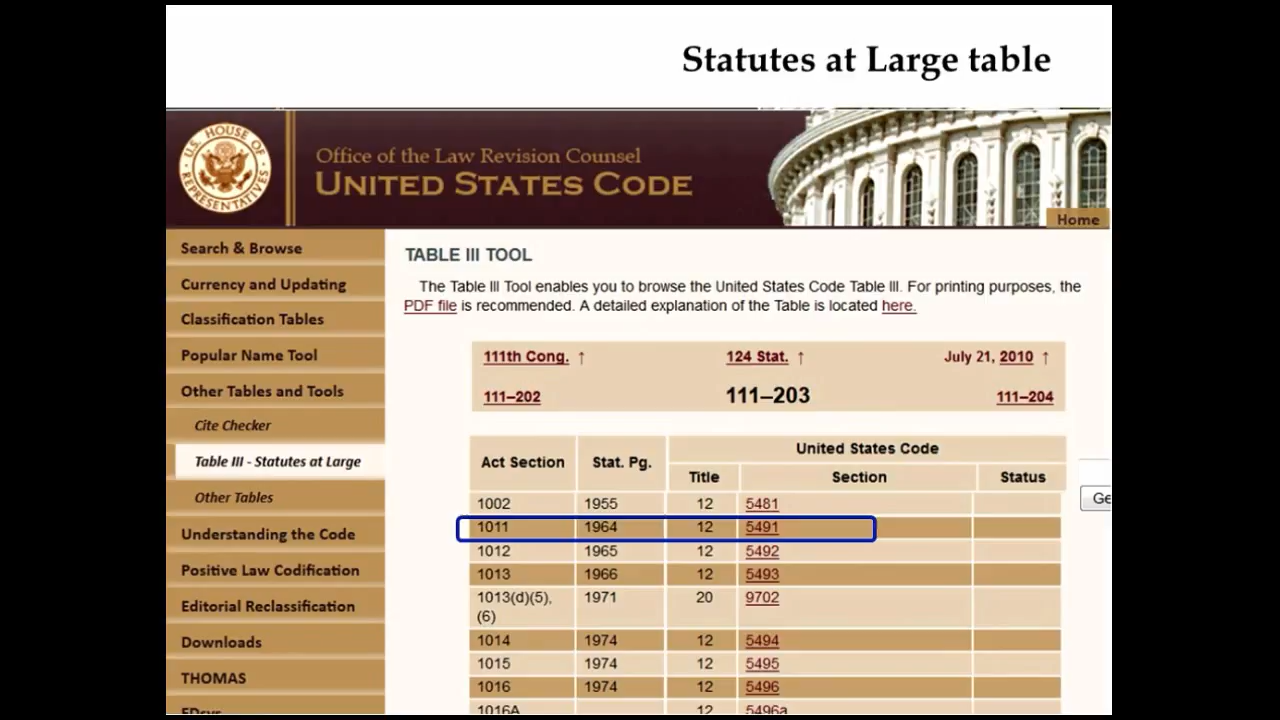 Statutes at Large table
U.S. HOUSE OF
REPRESENTATIVES
Office of the Law Revision Counsel
UNITED STATES CODE
Home
Search & Browse
Currency and Updating
Classification Tables
Popular Name Tool
Other Tables and Tools
Cite Checker
Table III - Statutes at Large
Other Tables
Understanding the Code
Positive Law Codification
Editorial Reclassification
Downloads
THOMAS
TABLE III TOOL
The Table III Tool enables you to browse the United States Code Table III. For printing purposes, the
PDF file is recommended. A detailed explanation of the Table is located here.
111th Cong. ↑ 124 Stat. ↑ July 21, 2010 ↑
111–202 111–203 111–204
United States Code
Act Section Stat. Pg.
Title Section Status
1002 1955 12 5481
Ge
1011 1964 12 5491
1012 1965 12 5492
1013 1966 12 5493
1013(d)(5), 1971 20 9702
(6)
1014 1974 12 5494
1015 1974 12 5495
1016 1974 12 5496
1016A 12 5496a